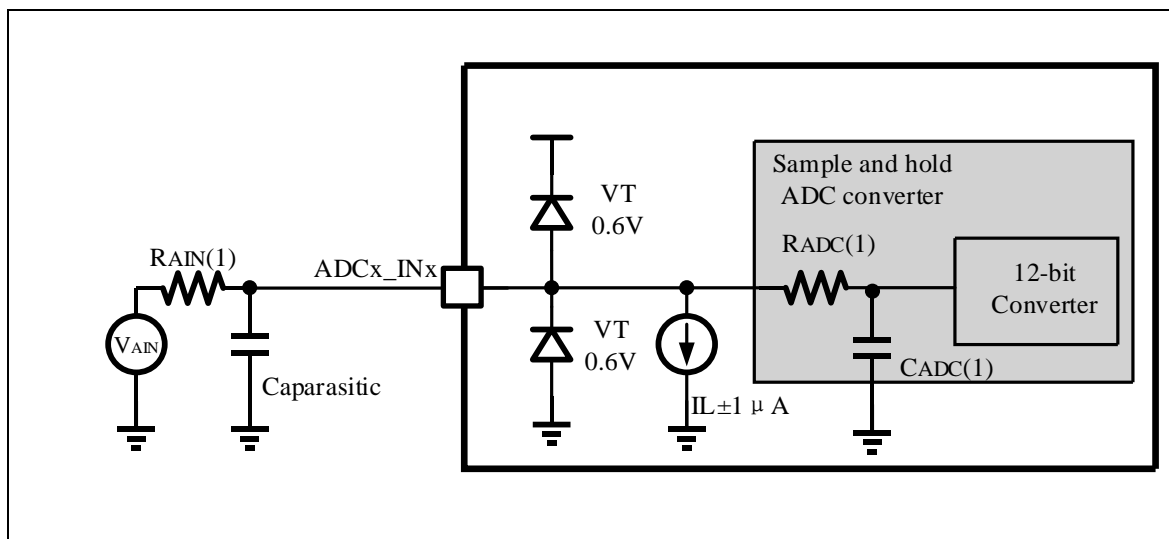 Sample and hold
ADC converter
VT
0.6V
RADC(1)
RAIN(1)
ADCx_INx
12-bit
Converter
VAIN
VT
0.6V
CADC(1)
Caparasitic
IL±1 μA